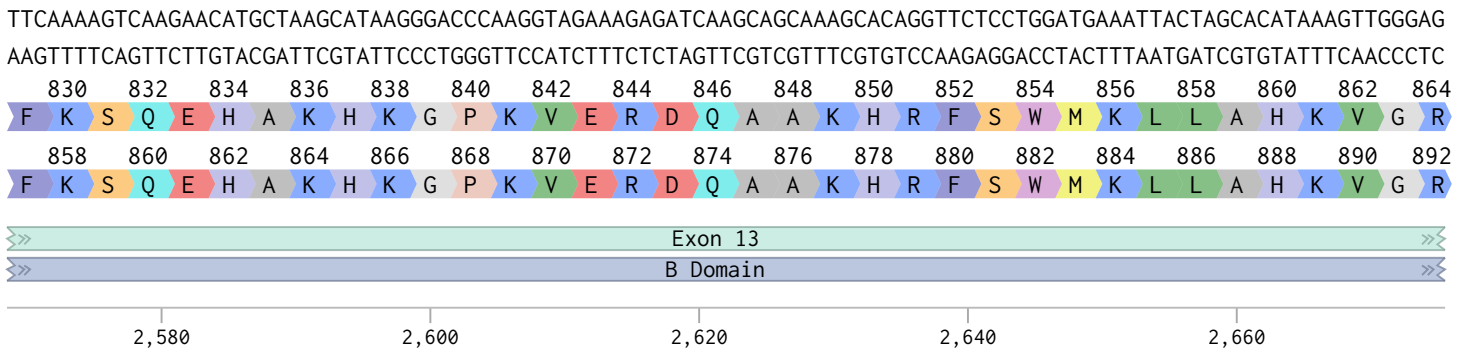 TTCAAAAGTCAAGAACATGCTAAGCATAAGGGACCCAAGGTAGAAAGAGATCAAGCAGCAAAGCACAGGTTCTCCTGGATGAAATTACTAGCACATAAAGTTGGGAG
AAGTTTTCAGTTCTTGTACGATTCGTATTCCCTGGGTTCCATCTTTCTCTAGTTCGTCGTTTCGTGTCCAAGAGGACCTACTTTAATGATCGTGTATTTCAACCCTC
830 832 834 836 838 840 842 844 846 848 850 852 854 856 858 860 862 864
F K S Q E H A K H K G P K V E R D Q A A K H R F S W M K L L A H K V G R
858 860 862 864 866 868 870 872 874 876 878 880 882 884 886 888 890 892
F K S Q E H A K H K G P K V E R D Q A A K H R F S W M K L L A H K V G R
Exon 13
B Domain
2,580 2,600 2,620 2,640 2,660